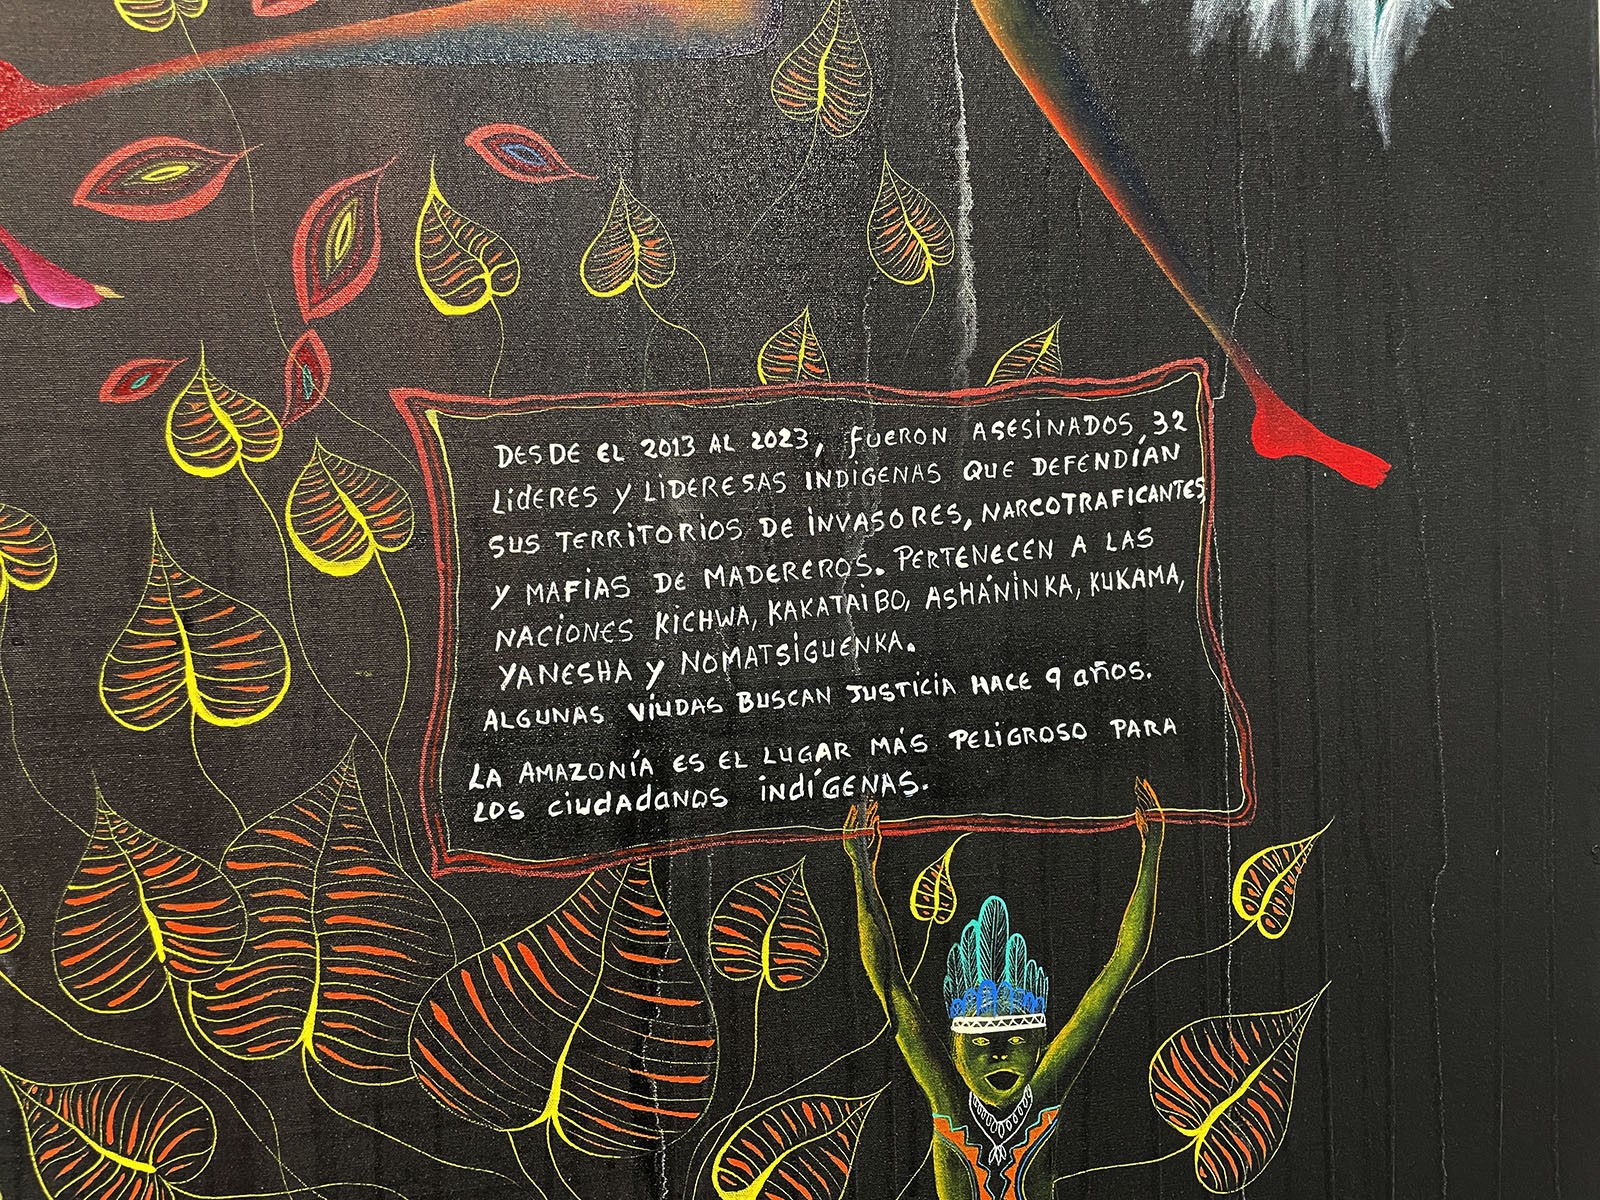 DESDE EL 2013 AL 2023, FUERON ASESINADOS, 32
LIDERES Y LIDERESAS INDÍGENAS QUE DEFENDÍAN
SUS TERRITORIOS DE INVASORES, NARCOTRAFICANTES
Y MAFIAS DE MADEREROS. PERTENECEN A LAS
NACIONES KICHWA, KAKATAIBO, ASHÁNINKA, KUKAMA,
YANESHA Y NOMATSIGUENKA.
ALGUNAS VIUDAS BUSCAN JUSTICIA HACE 9 AÑOS.
LA AMAZONÍA ES EL LUGAR MÁS PELIGROSO PARA
LOS CIUDADANOS INDÍGENAS.